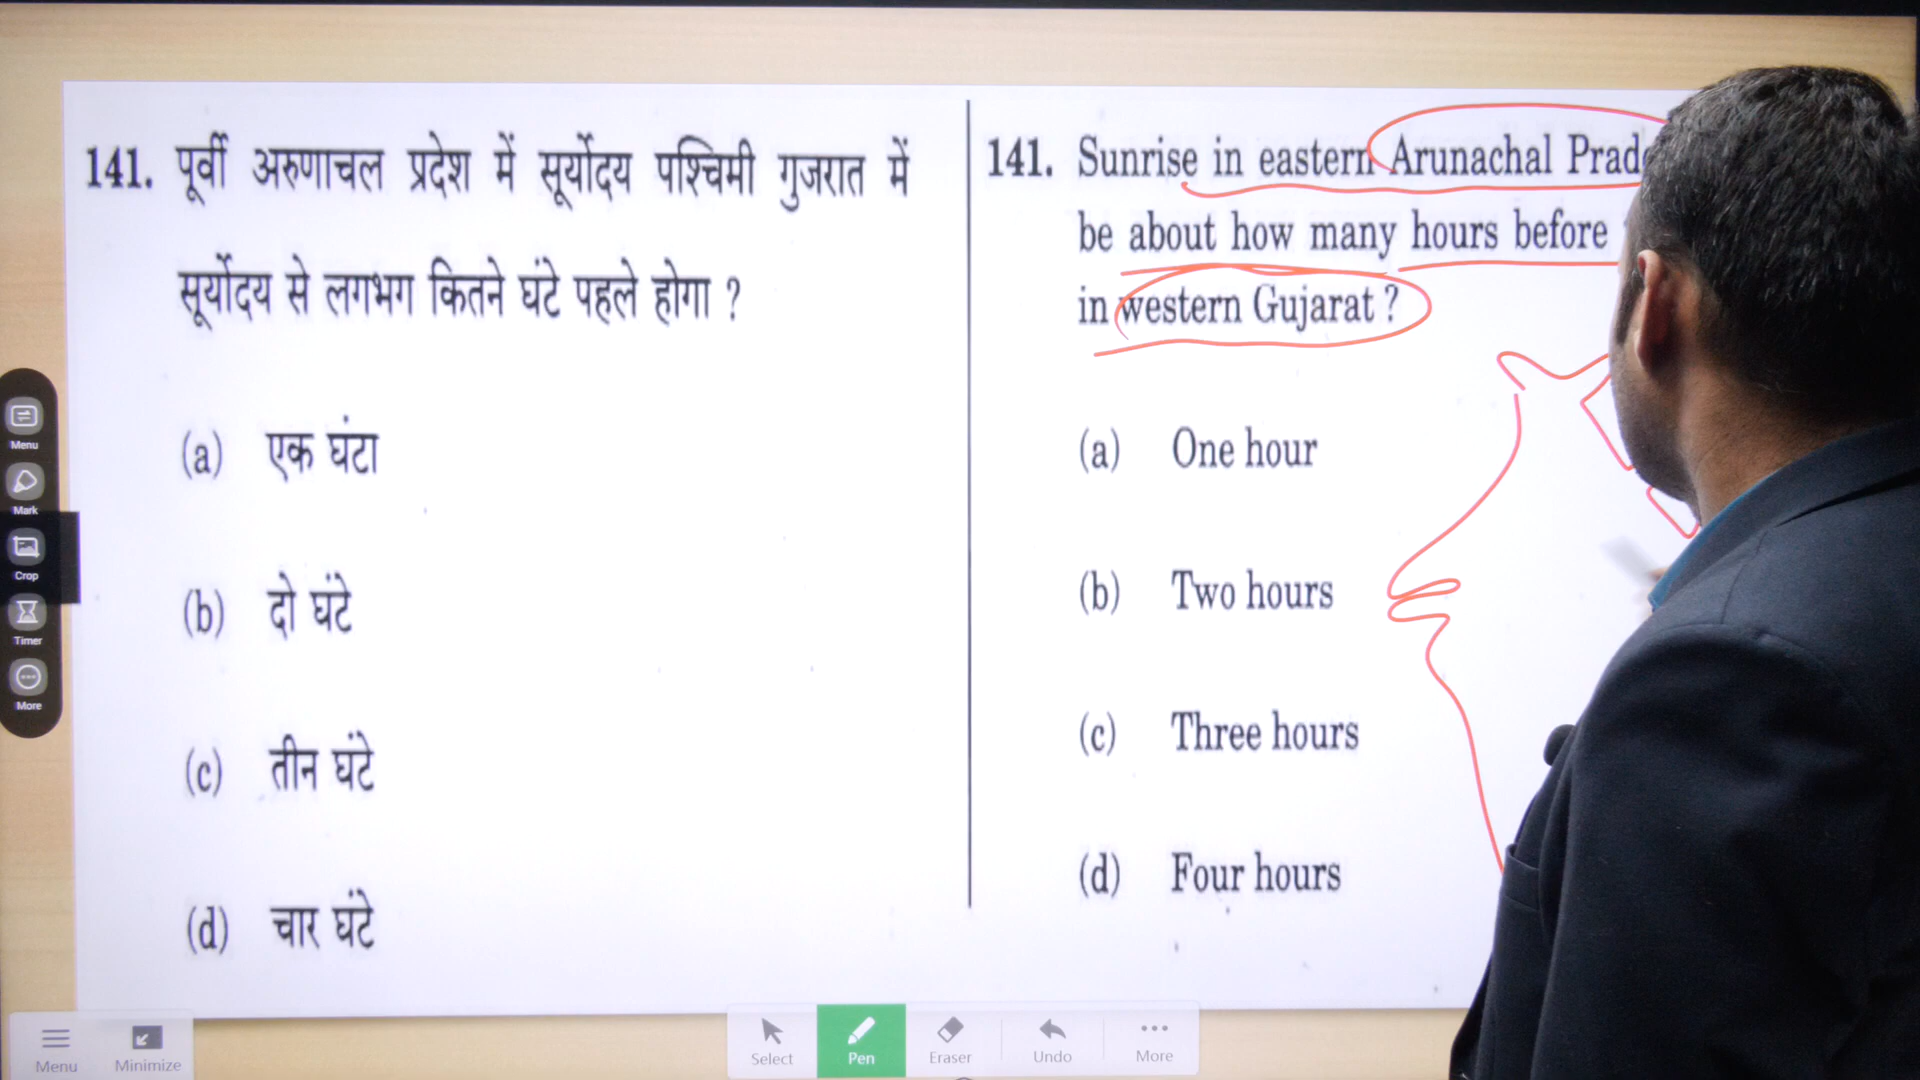 141. पूर्वी अरुणाचल प्रदेश में सूर्योदय पश्चिमी गुजरात में
सूर्योदय से लगभग कितने घंटे पहले होगा ?
(a) एक घंटा
(b) दो घंटे
(c) तीन घंटे
(d) चार घंटे
141. Sunrise in eastern Arunachal Prad
be about how many hours before
in western Gujarat ?
(a) One hour
(b) Two hours
(c) Three hours
(d) Four hours
Menu
Mark
Crop
Timer
More
Menu
Minimize
Select
Pen
Eraser
Undo
More